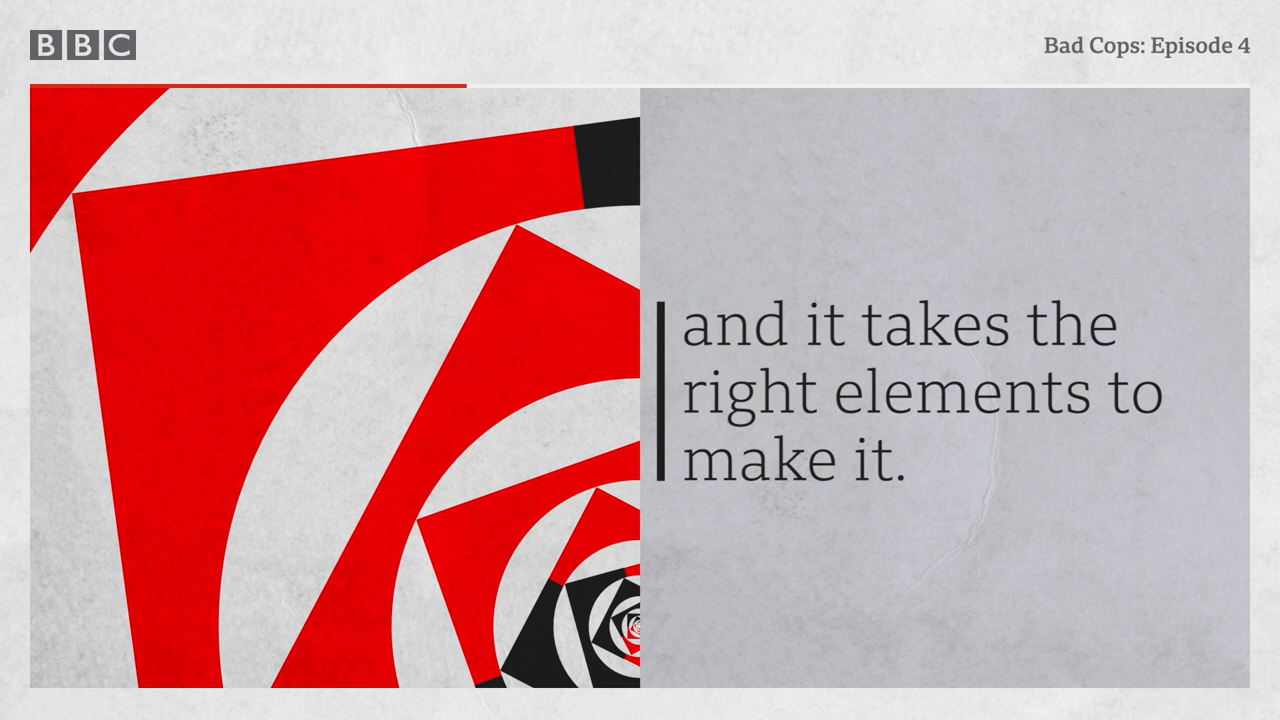 BBC
Bad Cops: Episode 4
and it takes the
right elements to
make it.